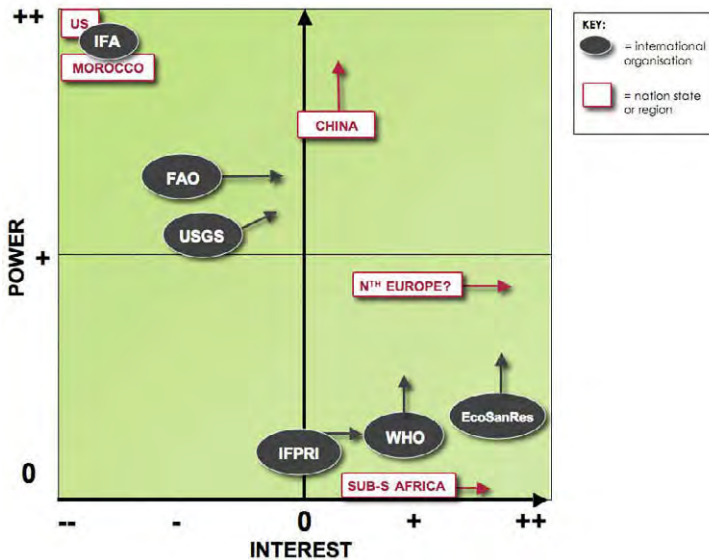 ++
US
IFA
MOROCCO
CHINA
FAO
USGS
POWER
+
NTH EUROPE?
EcoSanRes
WHO
IFPRI
SUB-S AFRICA
0
-- - 0 + ++
INTEREST
KEY:
= international
organisation
= nation state
or region